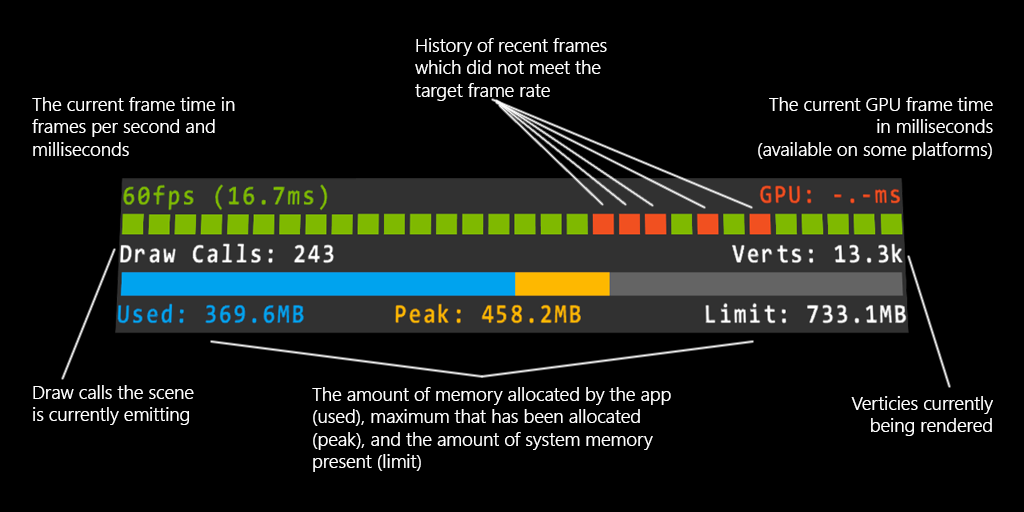 History of recent frames
which did not meet the
target frame rate
The current frame time in
frames per second and
milliseconds
The current GPU frame time
in milliseconds
(available on some platforms)
60fps (16.7ms)
GPU: -.-ms
Draw Calls: 243
Verts: 13.3k
Used: 369.6MB
Peak: 458.2MB
Limit: 733.1MB
Draw calls the scene
is currently emitting
The amount of memory allocated by the app
(used), maximum that has been allocated
(peak), and the amount of system memory
present (limit)
Verticies currently
being rendered